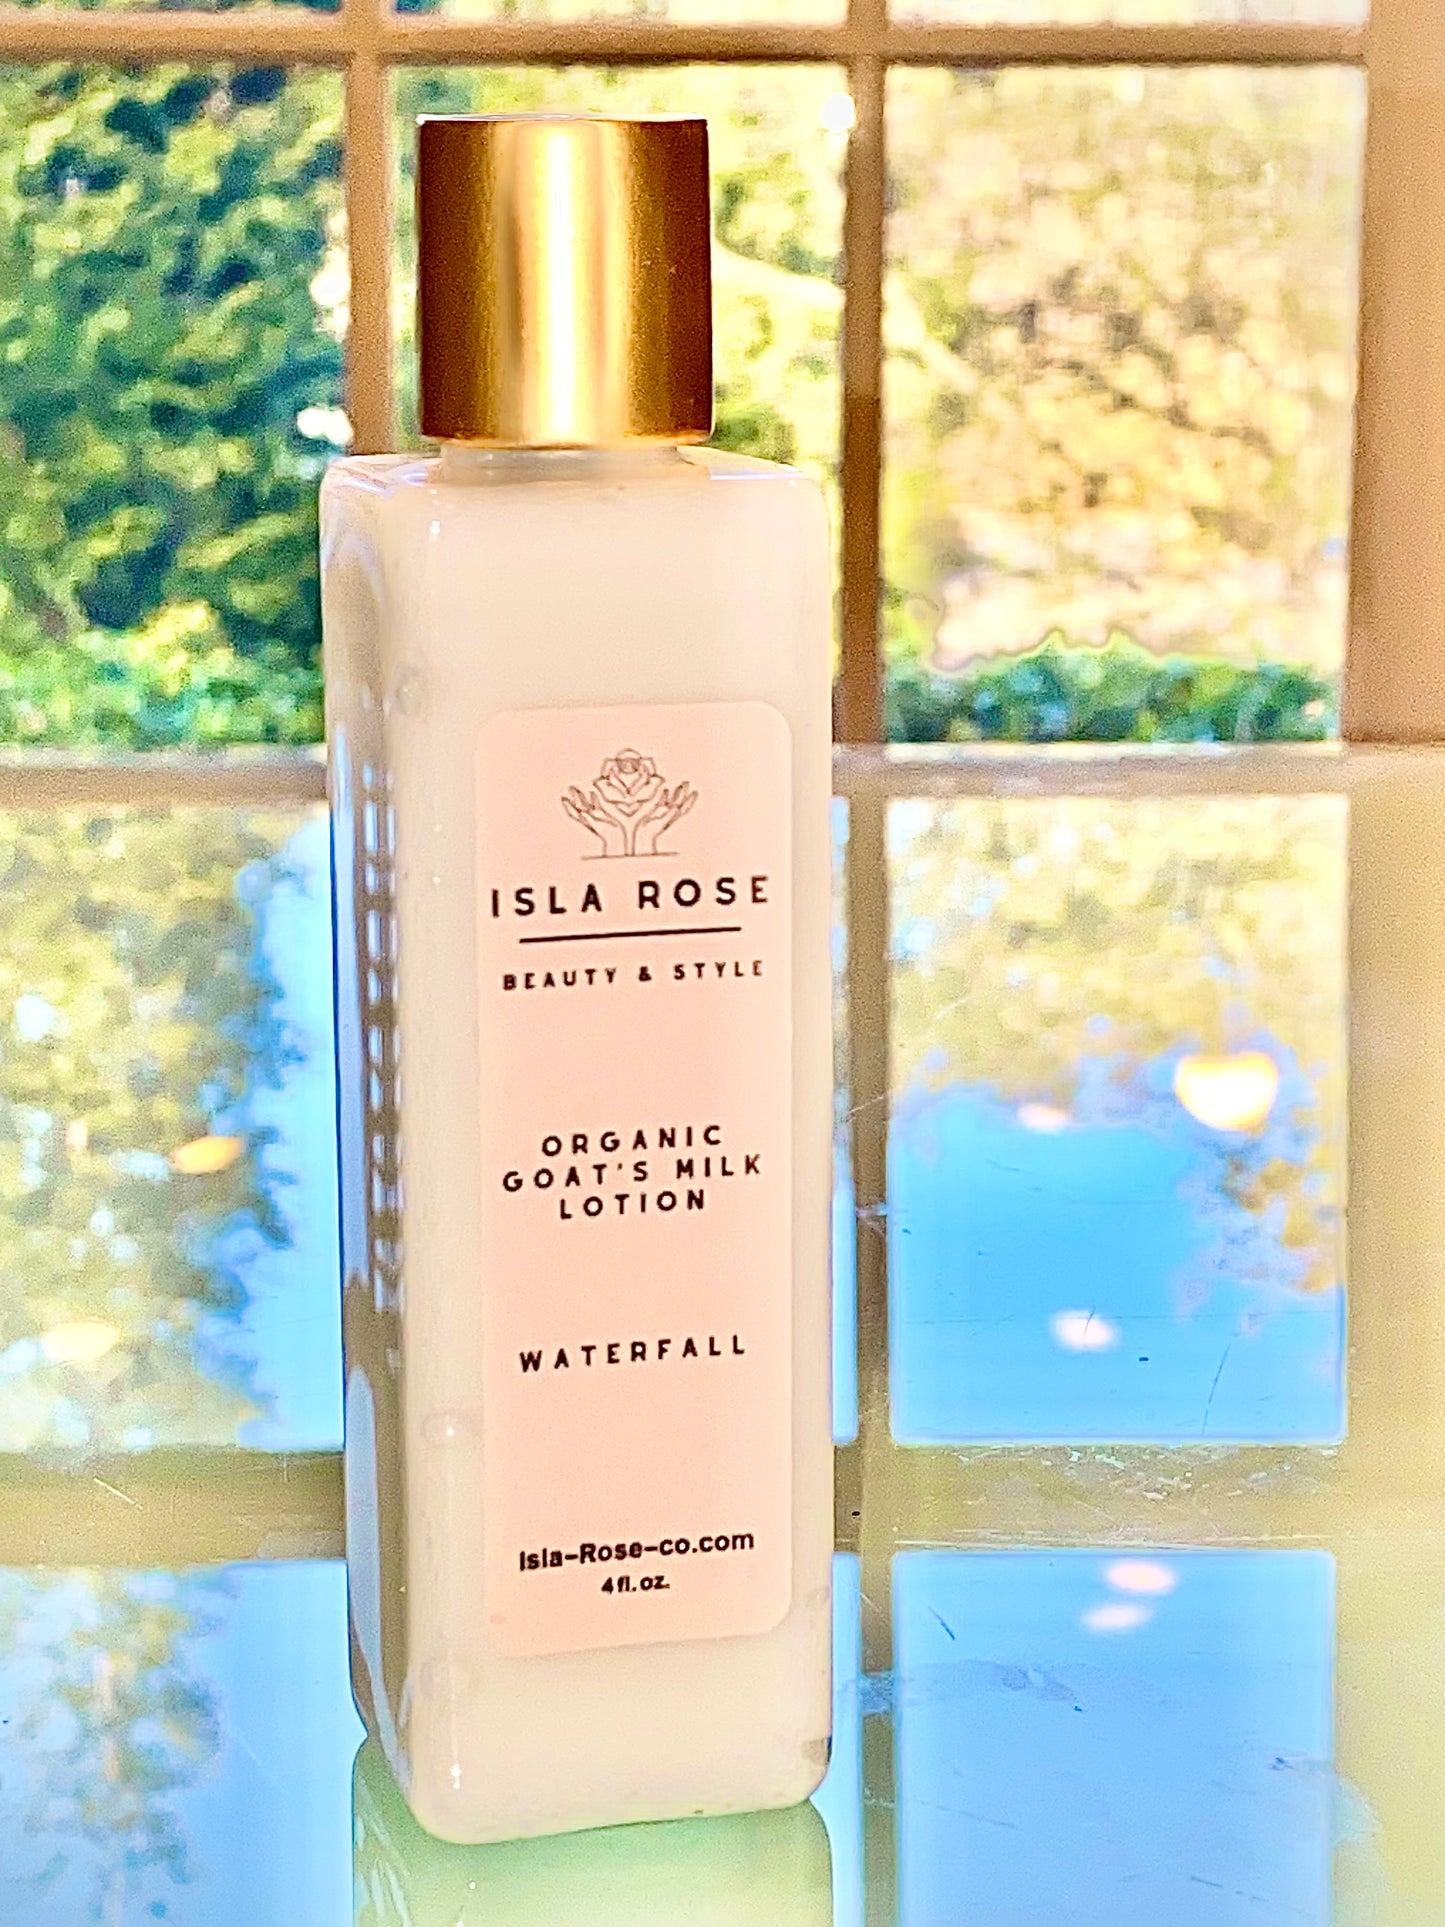 ISLA ROSE
BEAUTY & STYLE
ORGANIC
GOAT'S MILK
LOTION
WATERFALL
Isla-Rose-co.com
4fl.oz.